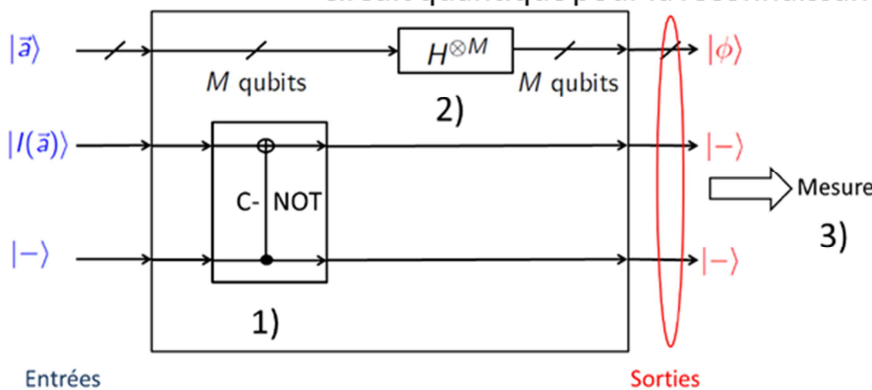 |a⃗⟩ H^{⊗M} |ϕ⟩
M qubits M qubits
2)
|I(a⃗)⟩ |−⟩
C- NOT Mesure
3)
|−⟩ |−⟩
1)
Entrées Sorties